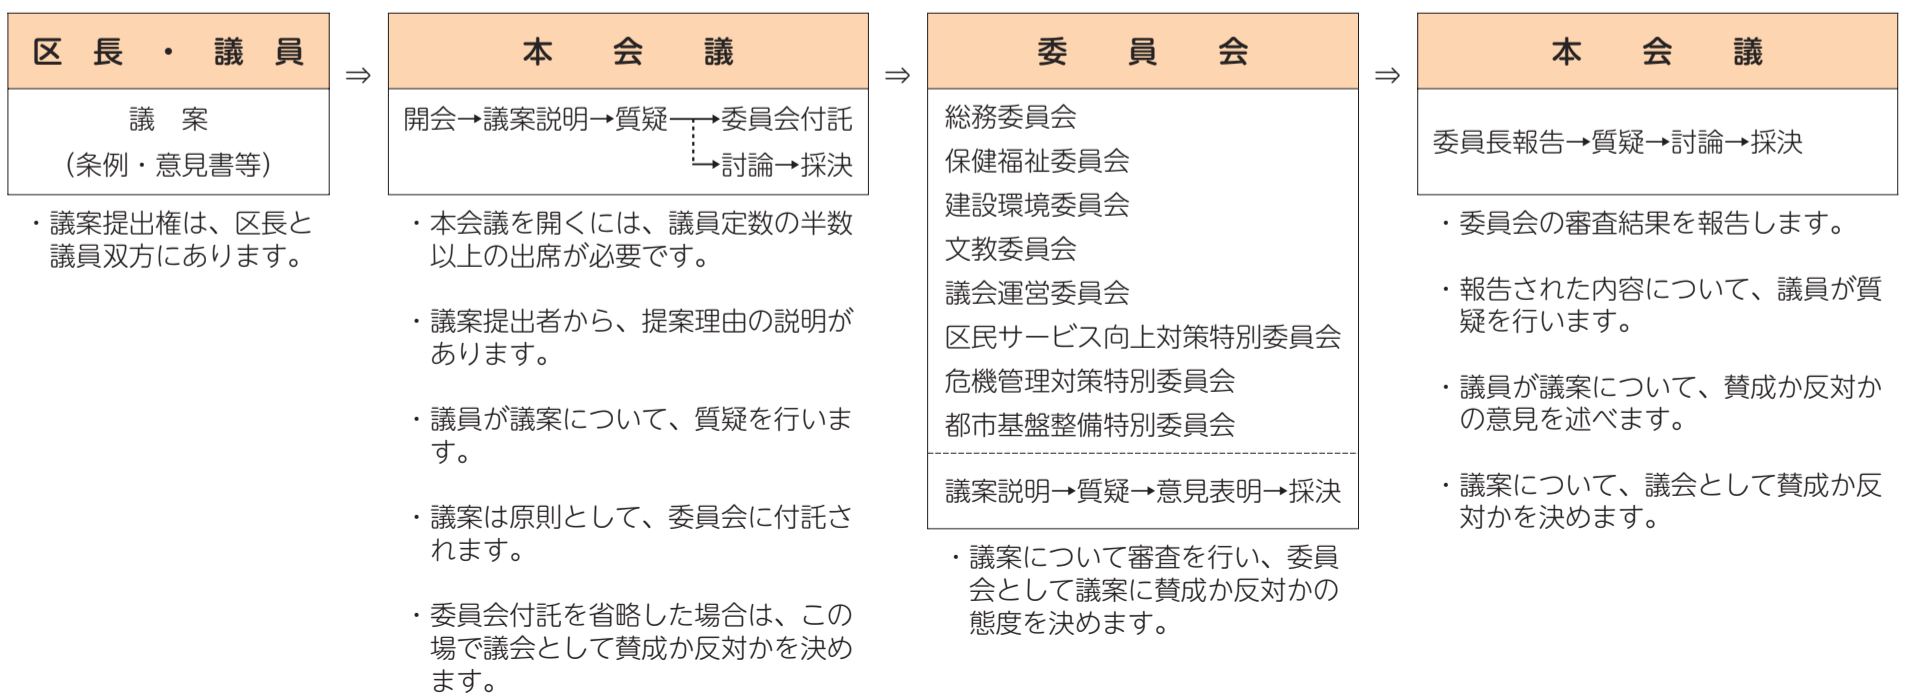 区長・議員
議案
（条例・意見書等）
・議案提出権は、区長と
議員双方にあります。
⇒
本会議
開会→議案説明→質疑→委員会付託
→討論→採決
・本会議を開くには、議員定数の半数
以上の出席が必要です。
・議案提出者から、提案理由の説明が
あります。
・議員が議案について、質疑を行いま
す。
・議案は原則として、委員会に付託さ
れます。
・委員会付託を省略した場合は、この
場で議会として賛成か反対かを決め
ます。
⇒
委員会
総務委員会
保健福祉委員会
建設環境委員会
文教委員会
議会運営委員会
区民サービス向上対策特別委員会
危機管理対策特別委員会
都市基盤整備特別委員会
議案説明→質疑→意見表明→採決
・議案について審査を行い、委員
会として議案に賛成か反対かの
態度を決めます。
⇒
本会議
委員長報告→質疑→討論→採決
・委員会の審査結果を報告します。
・報告された内容について、議員が質
疑を行います。
・議員が議案について、賛成か反対か
の意見を述べます。
・議案について、議会として賛成か反
対かを決めます。